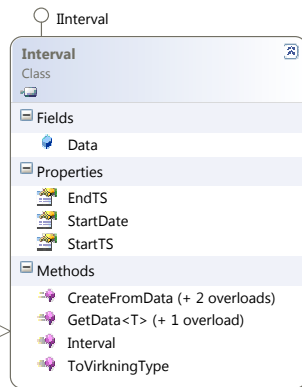 IInterval
Interval
Class
Fields
Data
Properties
EndTS
StartDate
StartTS
Methods
CreateFromData (+ 2 overloads)
GetData<T> (+ 1 overload)
Interval
ToVirkningType